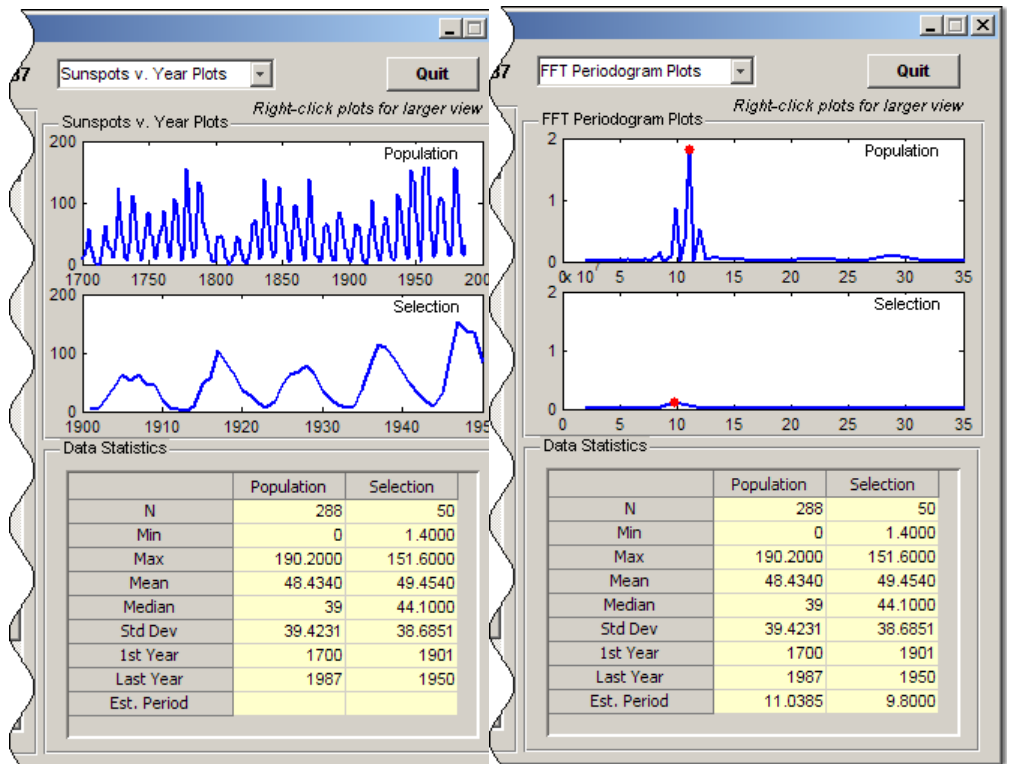 37 Sunspots v. Year Plots Quit
Right-click plots for larger view
Sunspots v. Year Plots
200
Population
100
0
1700 1750 1800 1850 1900 1950 200
200
Selection
100
0
1900 1910 1920 1930 1940 195
Data Statistics
Population Selection
N 288 50
Min 0 1.4000
Max 190.2000 151.6000
Mean 48.4340 49.4540
Median 39 44.1000
Std Dev 39.4231 38.6851
1st Year 1700 1901
Last Year 1987 1950
Est. Period
37 FFT Periodogram Plots Quit
Right-click plots for larger view
FFT Periodogram Plots
2
Population
1
0
0 x 10^7 5 10 15 20 25 30 35
2
Selection
1
0
0 5 10 15 20 25 30 35
Data Statistics
Population Selection
N 288 50
Min 0 1.4000
Max 190.2000 151.6000
Mean 48.4340 49.4540
Median 39 44.1000
Std Dev 39.4231 38.6851
1st Year 1700 1901
Last Year 1987 1950
Est. Period 11.0385 9.8000